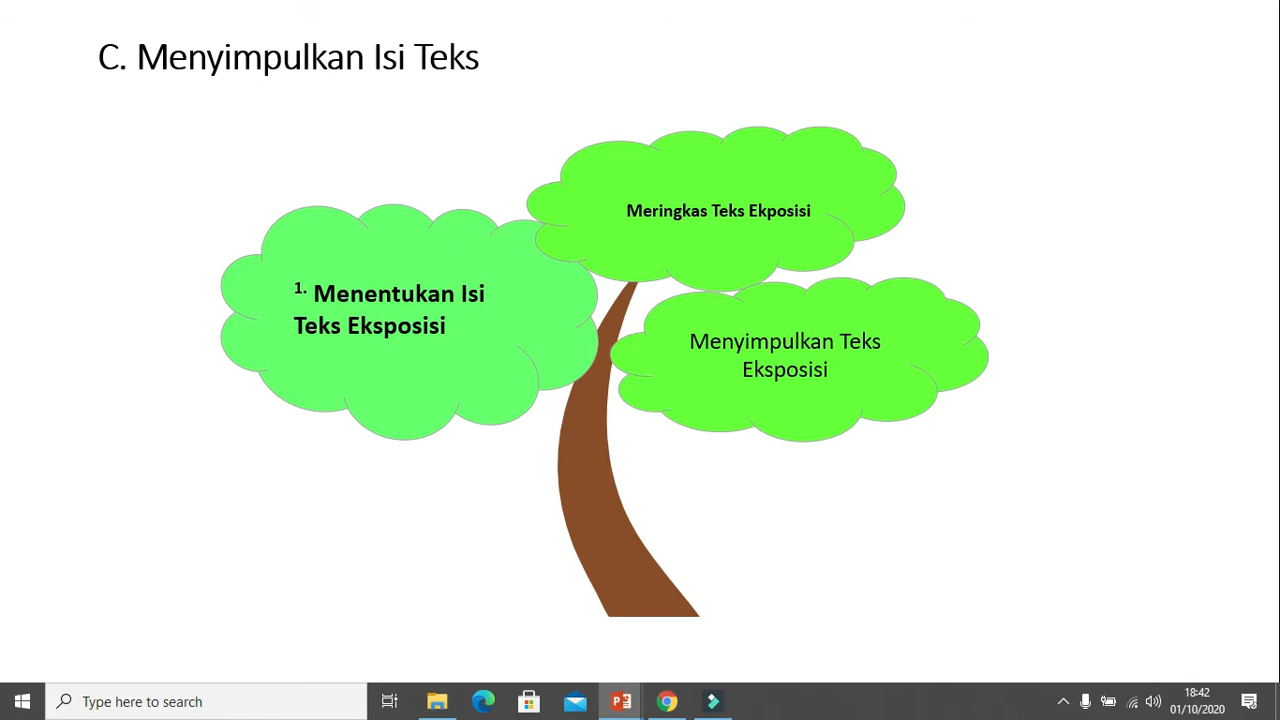 C. Menyimpulkan Isi Teks
Meringkas Teks Ekposisi
1. Menentukan Isi
Teks Eksposisi
Menyimpulkan Teks
Eksposisi
Type here to search
18:42
01/10/2020